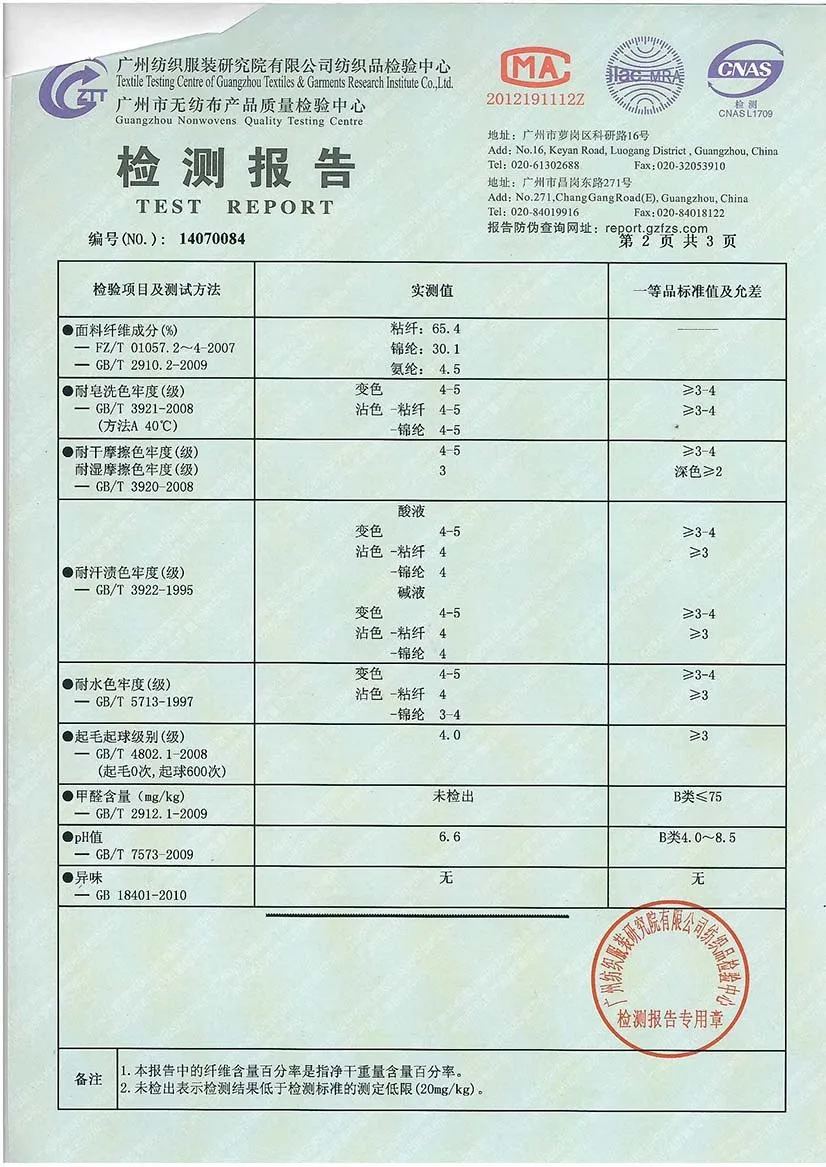 广州纺织服装研究院有限公司纺织品检验中心
Textile Testing Centre of Guangzhou Textiles & Garments Research Institute Co.,Ltd.
广州市无纺布产品质量检验中心
Guangzhou Nonwovens Quality Testing Centre
ZTT
MA
2012191112Z
ilac-MRA
CNAS
检 测
CNAS L1709
检测报告
TEST REPORT
地址: 广州市萝岗区科研路16号
Add: No.16, Keyan Road, Luogang District , Guangzhou, China
Tel: 020-61302688 Fax:020-32053910
地址: 广州市昌岗东路271号
Add: No.271,ChangGangRoad(E), Guangzhou, China
Tel: 020-84019916 Fax:020-84018122
报告防伪查询网址: report.gzfzs.com
编号(NO.): 14070084
第 2 页 共 3 页
检验项目及测试方法 实测值 一等品标准值及允差
●面料纤维成分(%) 粘纤: 65.4 ———
— FZ/T 01057.2~4-2007 锦纶: 30.1
— GB/T 2910.2-2009 氨纶: 4.5
●耐皂洗色牢度(级) 变色 4-5 ≥3-4
— GB/T 3921-2008 沾色 -粘纤 4-5 ≥3-4
(方法A 40℃) -锦纶 4-5
●耐干摩擦色牢度(级) 4-5 ≥3-4
耐湿摩擦色牢度(级) 3 深色≥2
— GB/T 3920-2008
酸液
变色 4-5 ≥3-4
沾色 -粘纤 4 ≥3
●耐汗渍色牢度(级) -锦纶 4
— GB/T 3922-1995 碱液
变色 4-5 ≥3-4
沾色 -粘纤 4 ≥3
-锦纶 4
●耐水色牢度(级) 变色 4-5 ≥3-4
— GB/T 5713-1997 沾色 -粘纤 4 ≥3
-锦纶 3-4
●起毛起球级别(级) 4.0 ≥3
— GB/T 4802.1-2008
(起毛0次,起球600次)
●甲醛含量 (mg/kg) 未检出 B类≤75
— GB/T 2912.1-2009
●pH值 6.6 B类4.0~8.5
— GB/T 7573-2009
●异味 无 无
— GB 18401-2010
广州纺织服装研究院有限公司纺织品检验中心
检测报告专用章
备注
1.本报告中的纤维含量百分率是指净干重量含量百分率。
2.未检出表示检测结果低于检测标准的测定低限(20mg/kg)。